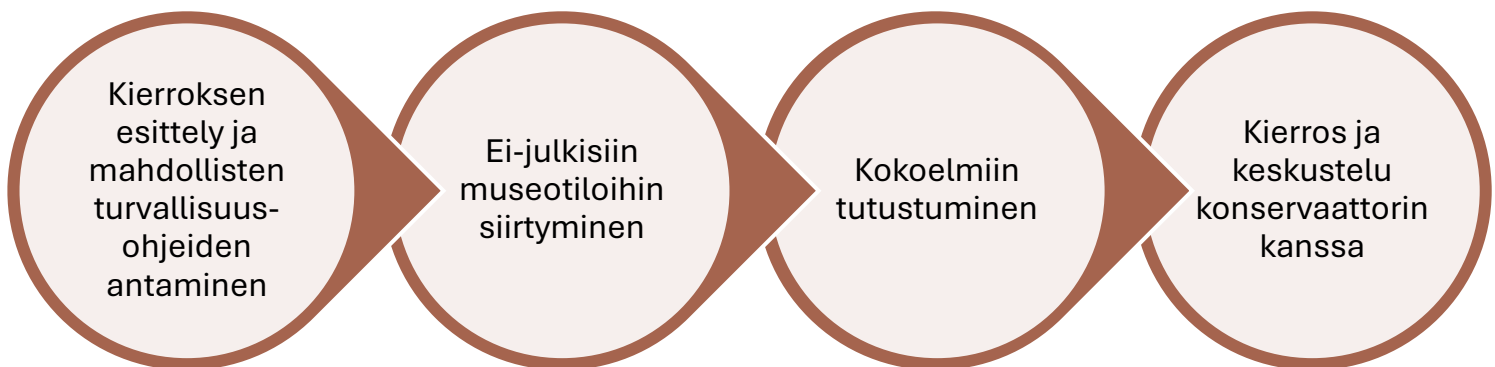 Kierroksen
esittely ja
mahdollisten
turvallisuus-
ohjeiden
antaminen
Ei-julkisiin
museotiloihin
siirtyminen
Kokoelmiin
tutustuminen
Kierros ja
keskustelu
konservaattorin
kanssa